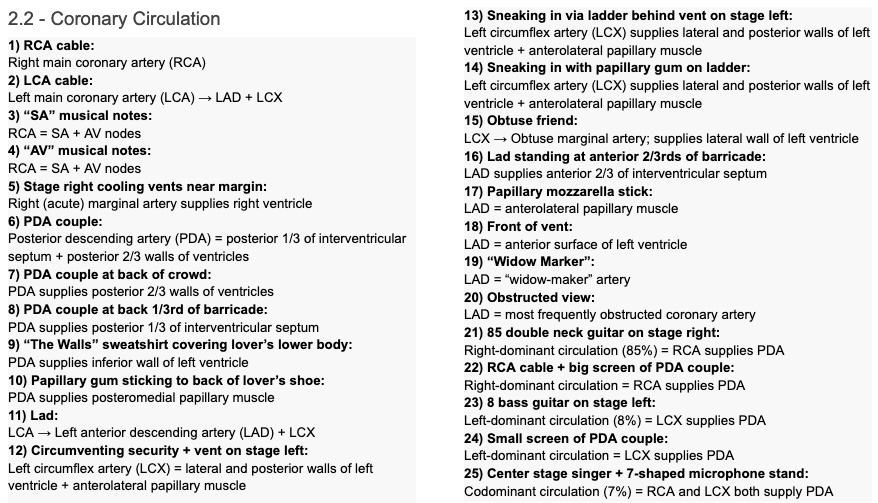 2.2 - Coronary Circulation
1) RCA cable:
Right main coronary artery (RCA)
2) LCA cable:
Left main coronary artery (LCA) → LAD + LCX
3) “SA” musical notes:
RCA = SA + AV nodes
4) “AV” musical notes:
RCA = SA + AV nodes
5) Stage right cooling vents near margin:
Right (acute) marginal artery supplies right ventricle
6) PDA couple:
Posterior descending artery (PDA) = posterior 1/3 of interventricular
septum + posterior 2/3 walls of ventricles
7) PDA couple at back of crowd:
PDA supplies posterior 2/3 walls of ventricles
8) PDA couple at back 1/3rd of barricade:
PDA supplies posterior 1/3 of interventricular septum
9) “The Walls” sweatshirt covering lover’s lower body:
PDA supplies inferior wall of left ventricle
10) Papillary gum sticking to back of lover’s shoe:
PDA supplies posteromedial papillary muscle
11) Lad:
LCA → Left anterior descending artery (LAD) + LCX
12) Circumventing security + vent on stage left:
Left circumflex artery (LCX) = lateral and posterior walls of left
ventricle + anterolateral papillary muscle
13) Sneaking in via ladder behind vent on stage left:
Left circumflex artery (LCX) supplies lateral and posterior walls of left
ventricle + anterolateral papillary muscle
14) Sneaking in with papillary gum on ladder:
Left circumflex artery (LCX) supplies lateral and posterior walls of left
ventricle + anterolateral papillary muscle
15) Obtuse friend:
LCX → Obtuse marginal artery; supplies lateral wall of left ventricle
16) Lad standing at anterior 2/3rds of barricade:
LAD supplies anterior 2/3 of interventricular septum
17) Papillary mozzarella stick:
LAD = anterolateral papillary muscle
18) Front of vent:
LAD = anterior surface of left ventricle
19) “Widow Marker”:
LAD = “widow-maker” artery
20) Obstructed view:
LAD = most frequently obstructed coronary artery
21) 85 double neck guitar on stage right:
Right-dominant circulation (85%) = RCA supplies PDA
22) RCA cable + big screen of PDA couple:
Right-dominant circulation = RCA supplies PDA
23) 8 bass guitar on stage left:
Left-dominant circulation (8%) = LCX supplies PDA
24) Small screen of PDA couple:
Left-dominant circulation = LCX supplies PDA
25) Center stage singer + 7-shaped microphone stand:
Codominant circulation (7%) = RCA and LCX both supply PDA